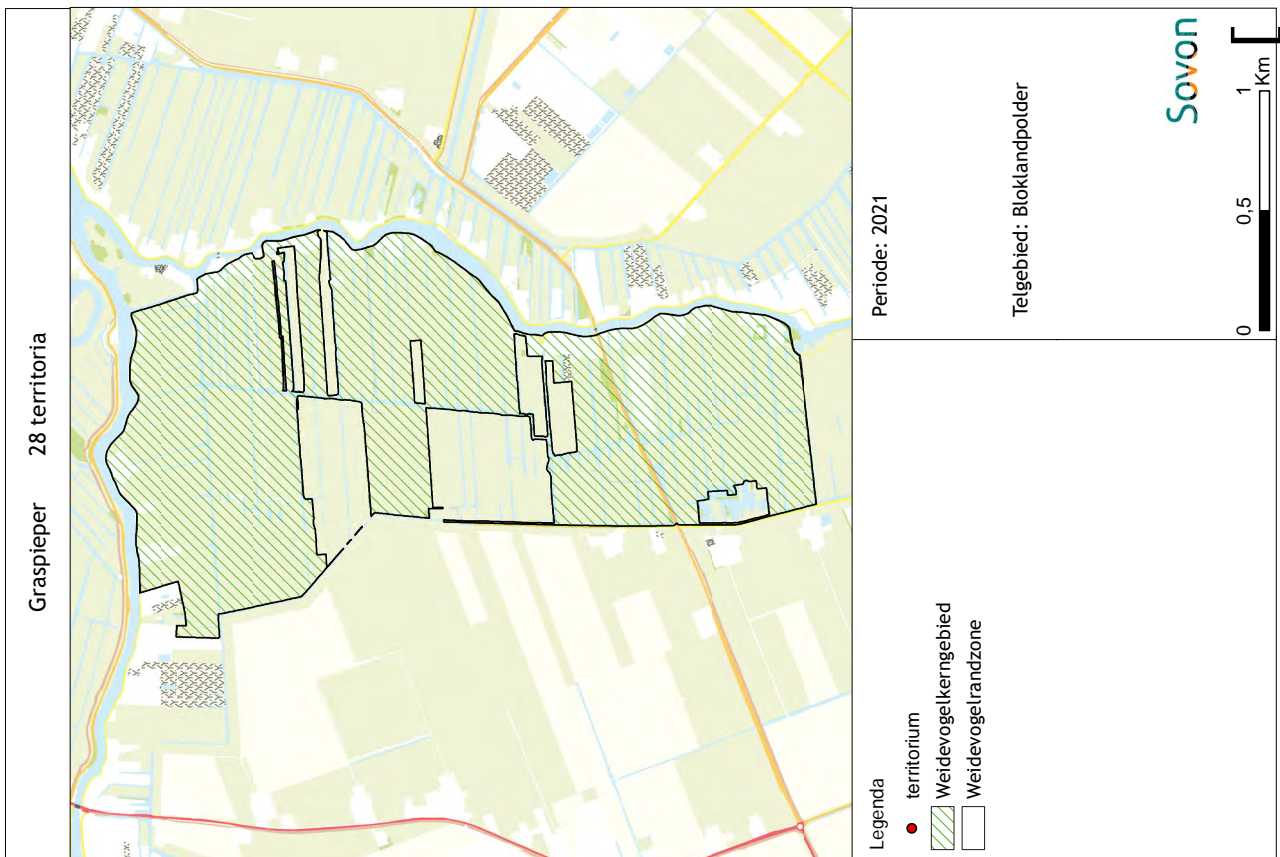 Graspieper 28 territoria
Legenda
territorium
Weidevogelkerngebied
Weidevogelrandzone
Periode: 2021
Telgebied: Bloklandpolder
Sovon
0 0,5 1 Km